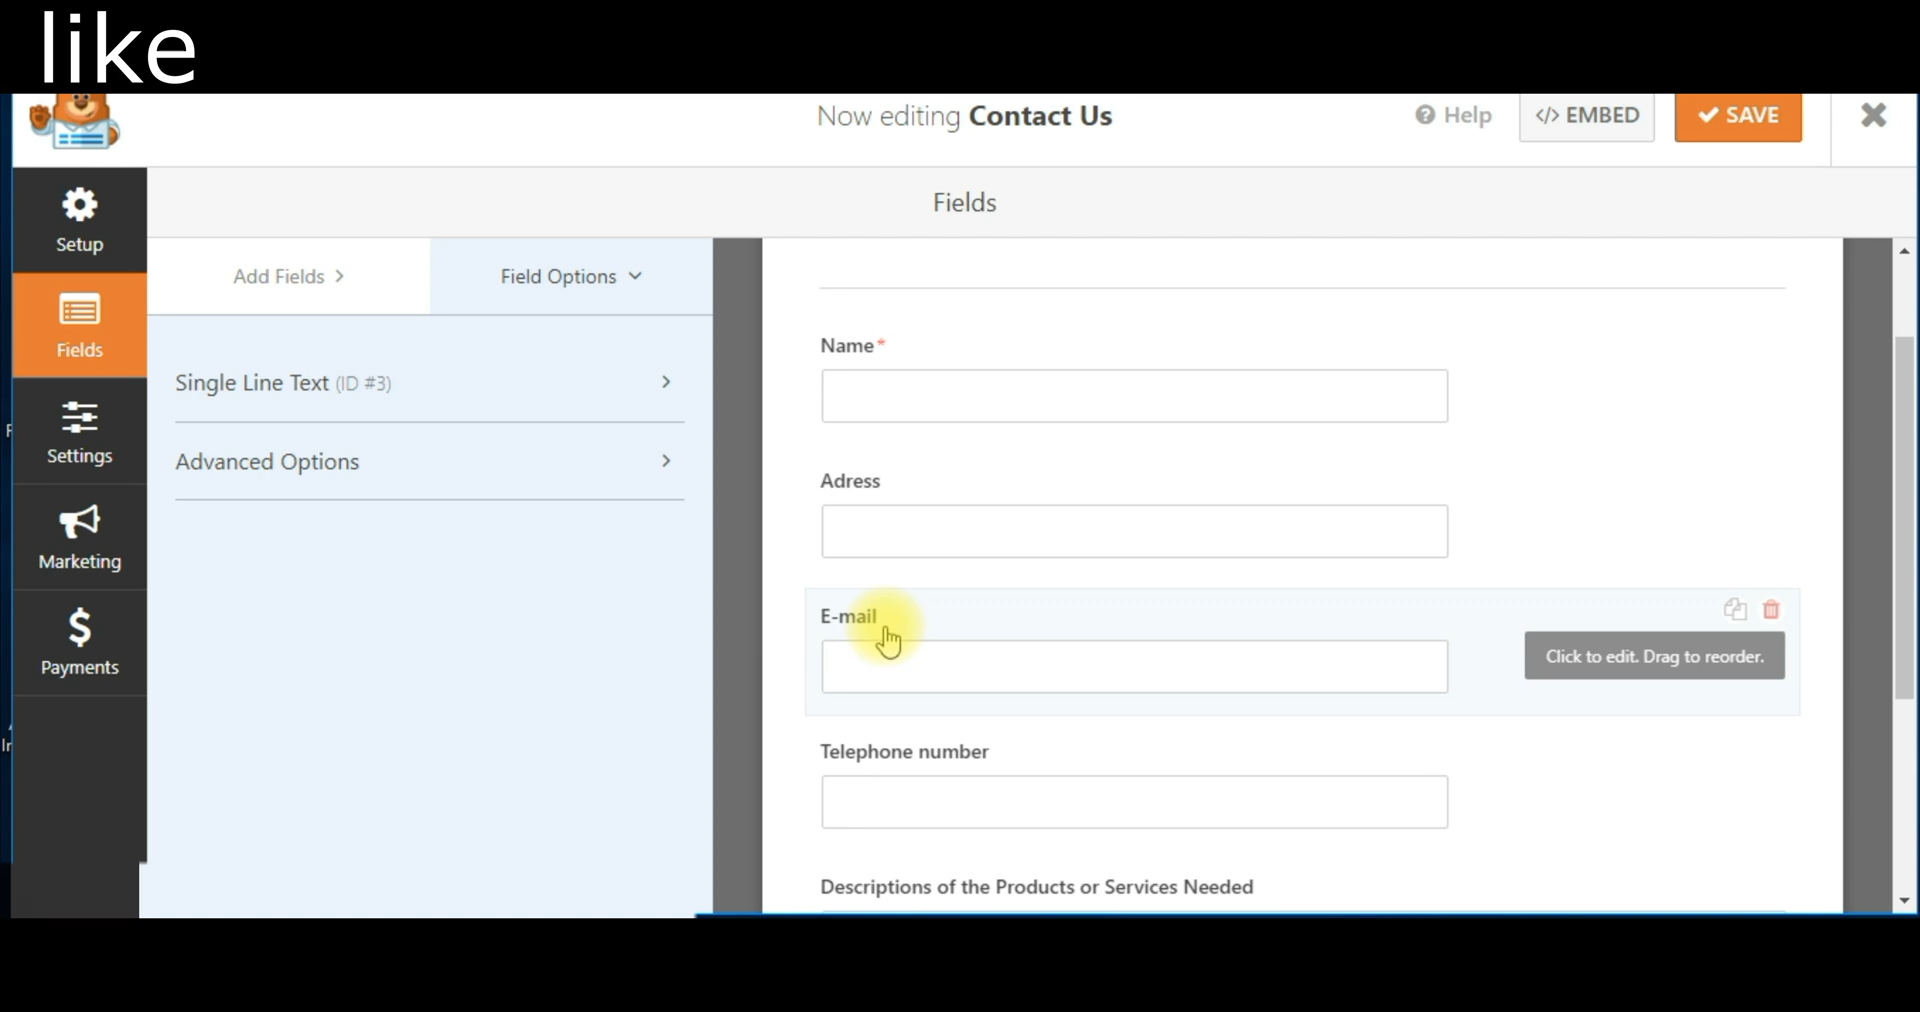 like
Now editing Contact Us
Help
</> EMBED
SAVE
Setup
Fields
Settings
Marketing
Payments
Fields
Add Fields
Field Options
Single Line Text (ID #3)
Advanced Options
Name*
Adress
E-mail
Click to edit. Drag to reorder.
Telephone number
Descriptions of the Products or Services Needed